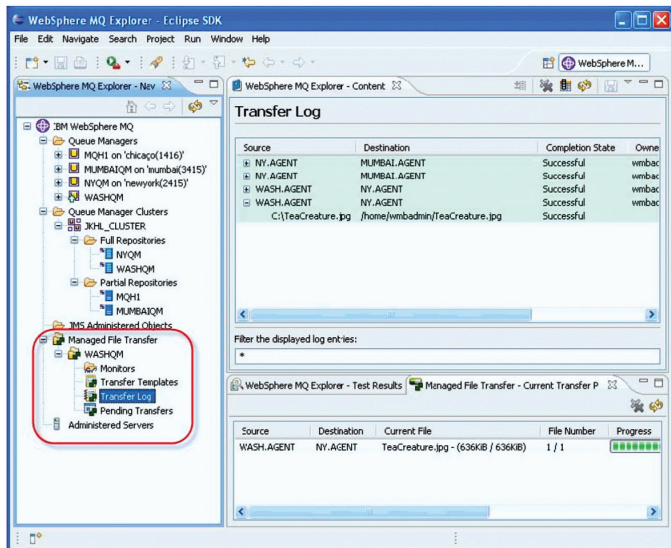 WebSphere MQ Explorer - Eclipse SDK
File Edit Navigate Search Project Run Window Help
WebSphere M...
WebSphere MQ Explorer - Nav
IBM WebSphere MQ
Queue Managers
MQH1 on 'chicago(1416)'
MUMBAIQM on 'mumbai(3415)'
NYQM on 'newyork(2415)'
WASHQM
Queue Manager Clusters
JKHL_CLUSTER
Full Repositories
NYQM
WASHQM
Partial Repositories
MQH1
MUMBAIQM
JMS Administered Objects
Managed File Transfer
WASHQM
Monitors
Transfer Templates
Transfer Log
Pending Transfers
Administered Servers
WebSphere MQ Explorer - Content
Transfer Log
Source Destination Completion State Owne
NY.AGENT MUMBAI.AGENT Successful wmbac
NY.AGENT MUMBAI.AGENT Successful wmbac
WASH.AGENT NY.AGENT Successful wmbac
WASH.AGENT NY.AGENT Successful wmbac
C:\TeaCreature.jpg /home/wmbadmin/TeaCreature.jpg Successful
Filter the displayed log entries:
*
WebSphere MQ Explorer - Test Results Managed File Transfer - Current Transfer P
Source Destination Current File File Number Progress
WASH.AGENT NY.AGENT TeaCreature.jpg - (636KiB / 636KiB) 1 / 1